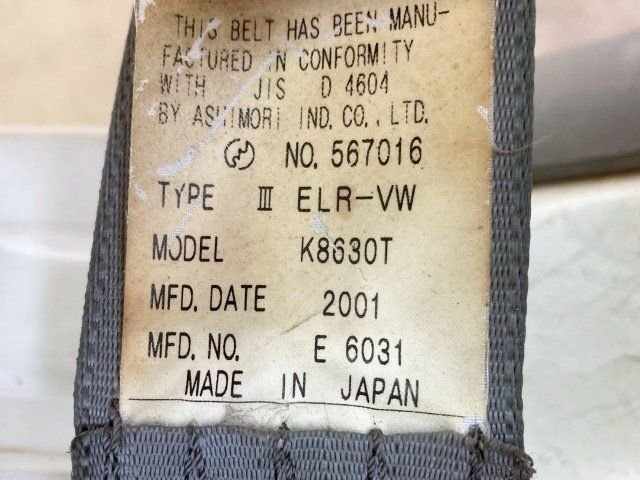 THIS BELT HAS BEEN MANU-
FACTURED IN CONFORMITY
WITH JIS D 4604
BY ASHIMORI IND. CO., LTD.
NO. 567016
TYPE Ⅲ ELR-VW
MODEL K8630T
MFD. DATE 2001
MFD. NO. E 6031
MADE IN JAPAN